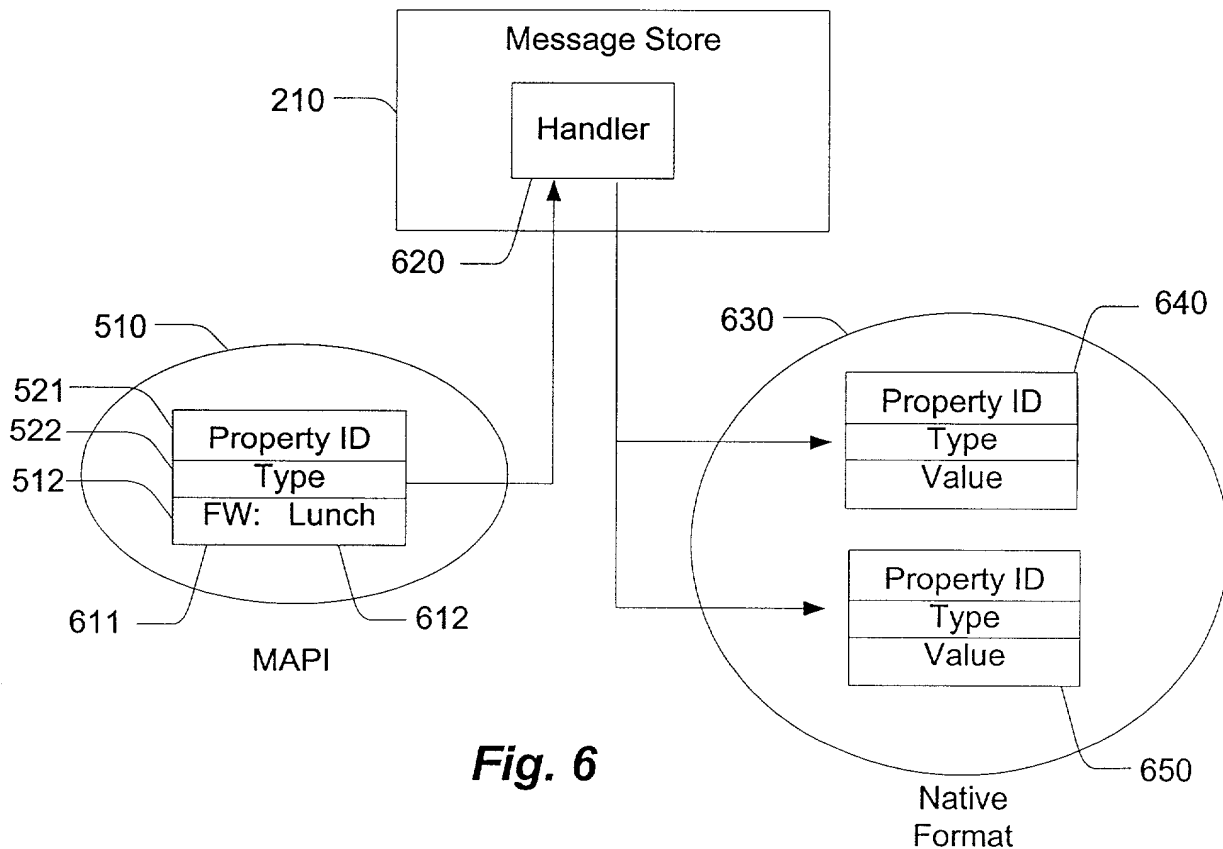 Message Store
210
Handler
620
510
630
640
521
Property ID
522
Type
512
FW: Lunch
611
612
MAPI
Property ID
Type
Value
Property ID
Type
Value
650
Native
Format
Fig. 6